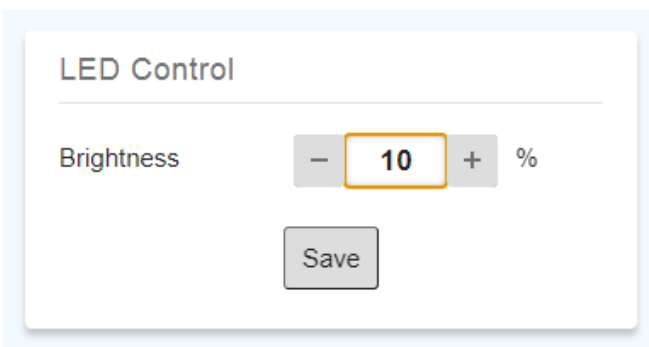 LED Control
Brightness − 10 + %
Save